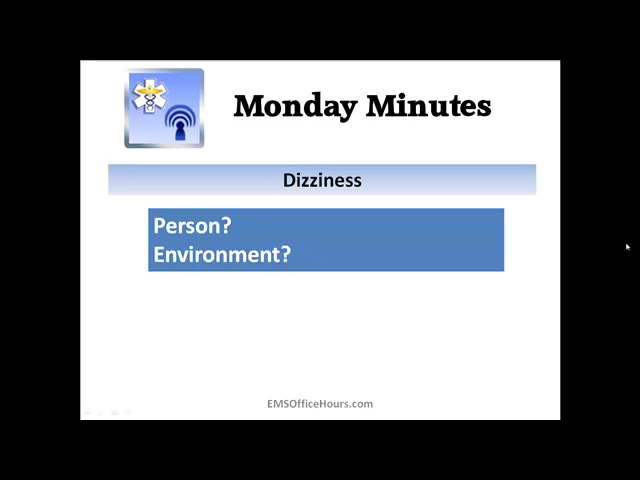 Monday Minutes
Dizziness
Person?
Environment?
EMSOfficeHours.com